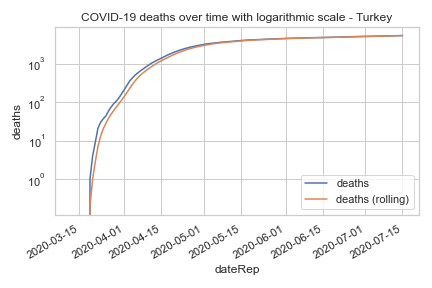 COVID-19 deaths over time with logarithmic scale - Turkey
deaths
10³
10²
10¹
10⁰
deaths
deaths (rolling)
2020-03-15
2020-04-01
2020-04-15
2020-05-01
2020-05-15
2020-06-01
2020-06-15
2020-07-01
2020-07-15
dateRep